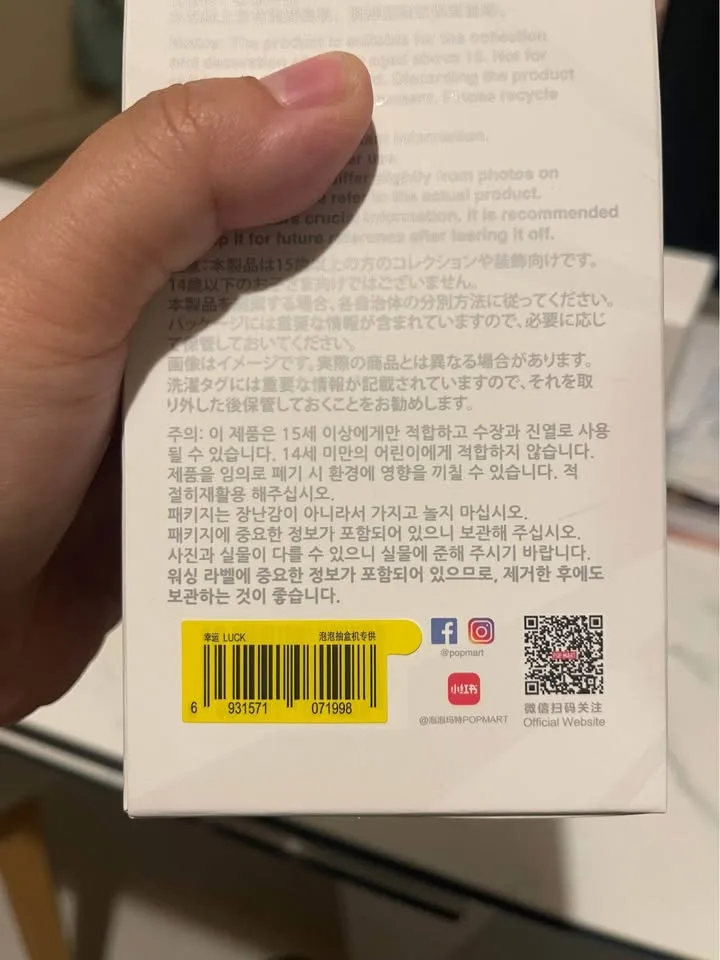 Notice: The product is suitable for the collection
and decoration aged above 15. Not for
Discarding the product
Please recycle
information.
use
differ slightly from photos on
refer to the actual product.
crucial information. It is recommended
keep it for future reference after tearing it off.
注意：本製品は15歳以上の方のコレクションや装飾向けです。
14歳以下のお子さま向けではございません。
本製品を廃棄する場合、各自治体の分別方法に従ってください。
パッケージには重要な情報が含まれていますので、必要に応じ
て保管しておいてください。
画像はイメージです。実際の商品とは異なる場合があります。
洗濯タグには重要な情報が記載されていますので、それを取
り外した後保管しておくことをお勧めします。
주의: 이 제품은 15세 이상에게만 적합하고 수장과 진열로 사용
될 수 있습니다. 14세 미만의 어린이에게 적합하지 않습니다.
제품을 임의로 폐기 시 환경에 영향을 끼칠 수 있습니다. 적
절히재활용 해주십시오.
패키지는 장난감이 아니라서 가지고 놀지 마십시오.
패키지에 중요한 정보가 포함되어 있으니 보관해 주십시오.
사진과 실물이 다를 수 있으니 실물에 준해 주시기 바랍니다.
워싱 라벨에 중요한 정보가 포함되어 있으므로, 제거한 후에도
보관하는 것이 좋습니다.
幸运 LUCK 泡泡抽盒机专供
6 931571 071998
@popmart
小红书
@泡泡玛特POPMART
POP MART
微信扫码关注
Official Website